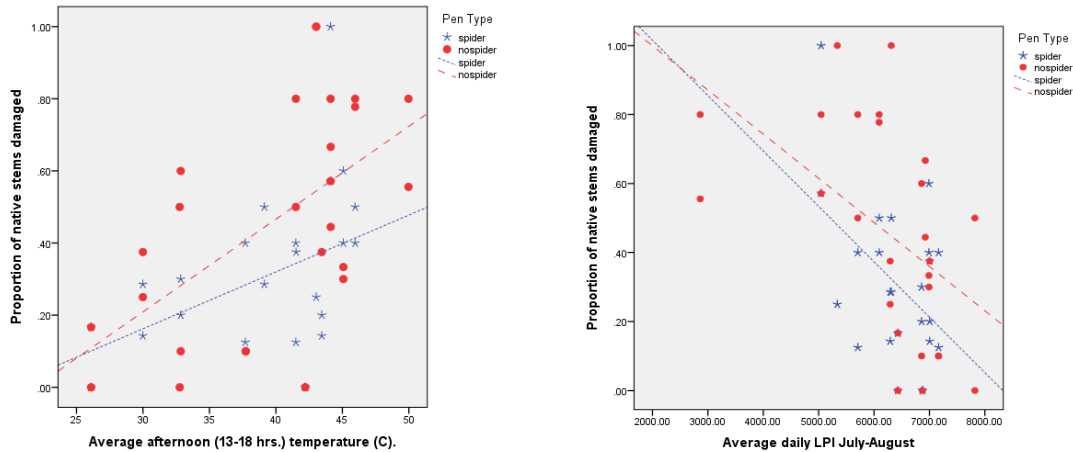 Pen Type
spider
nospider
spider
nospider
Proportion of native stems damaged
1.00
.80
.60
.40
.20
.00
25 30 35 40 45 50
Average afternoon (13-18 hrs.) temperature (C).
Pen Type
spider
nospider
spider
nospider
Proportion of native stems damaged
1.00
.80
.60
.40
.20
.00
2000.00 3000.00 4000.00 5000.00 6000.00 7000.00 8000.00
Average daily LPI July-August